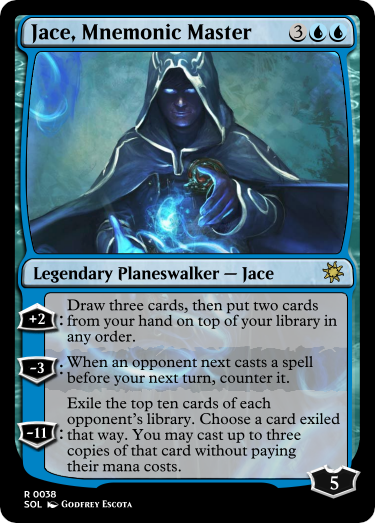 Jace, Mnemonic Master 3
Legendary Planeswalker — Jace
+2: Draw three cards, then put two cards
from your hand on top of your library in
any order.
-3: When an opponent next casts a spell
before your next turn, counter it.
Exile the top ten cards of each
opponent's library. Choose a card exiled
-11: that way. You may cast up to three
copies of that card without paying
their mana costs.
5
R 0038
SOL Godfrey Escota